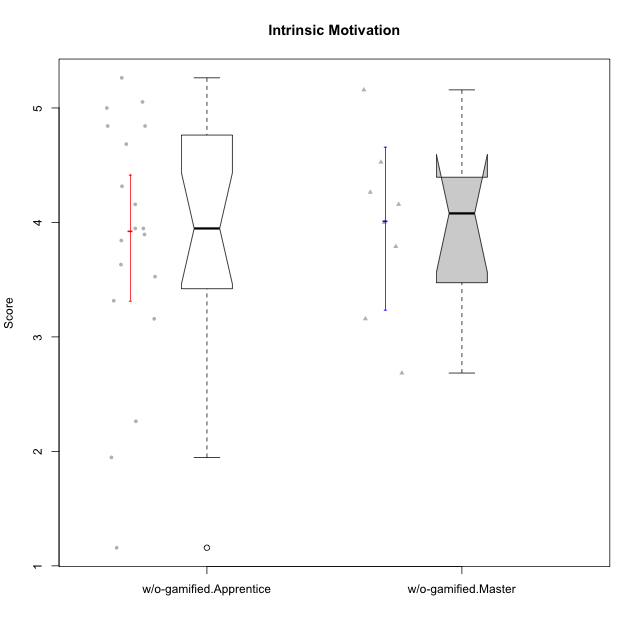 Intrinsic Motivation
Score
5
4
3
2
1
w/o-gamified.Apprentice
w/o-gamified.Master